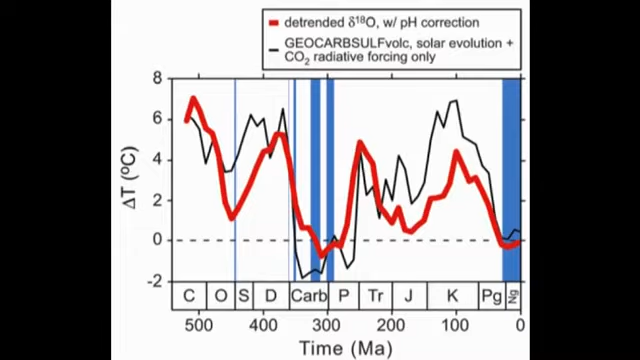 detrended δ¹⁸O, w/ pH correction
GEOCARBSULFvolc, solar evolution +
CO₂ radiative forcing only
8
6
4
2
0
-2
ΔT (ºC)
C O S D Carb P Tr J K Pg Ng
500 400 300 200 100 0
Time (Ma)